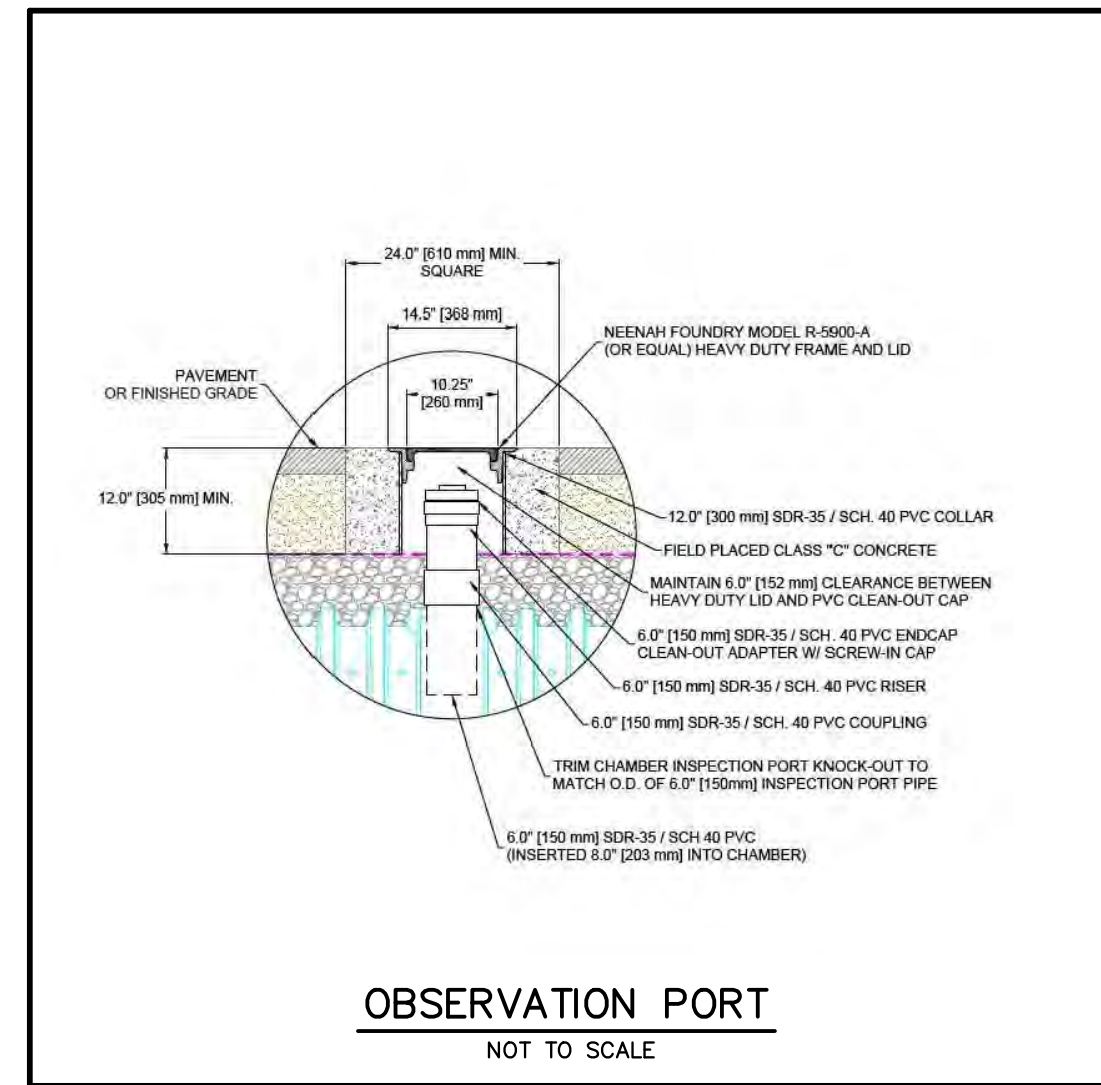 24.0" [610 mm] MIN.
SQUARE
14.5" [368 mm]
NEENAH FOUNDRY MODEL R-5900-A
(OR EQUAL) HEAVY DUTY FRAME AND LID
PAVEMENT
OR FINISHED GRADE
10.25"
[260 mm]
12.0" [305 mm] MIN.
12.0" [300 mm] SDR-35 / SCH. 40 PVC COLLAR
FIELD PLACED CLASS "C" CONCRETE
MAINTAIN 6.0" [152 mm] CLEARANCE BETWEEN
HEAVY DUTY LID AND PVC CLEAN-OUT CAP
6.0" [150 mm] SDR-35 / SCH. 40 PVC ENDCAP
CLEAN-OUT ADAPTER W/ SCREW-IN CAP
6.0" [150 mm] SDR-35 / SCH. 40 PVC RISER
6.0" [150 mm] SDR-35 / SCH. 40 PVC COUPLING
TRIM CHAMBER INSPECTION PORT KNOCK-OUT TO
MATCH O.D. OF 6.0" [150mm] INSPECTION PORT PIPE
6.0" [150 mm] SDR-35 / SCH 40 PVC
(INSERTED 8.0" [203 mm] INTO CHAMBER)
OBSERVATION PORT
NOT TO SCALE